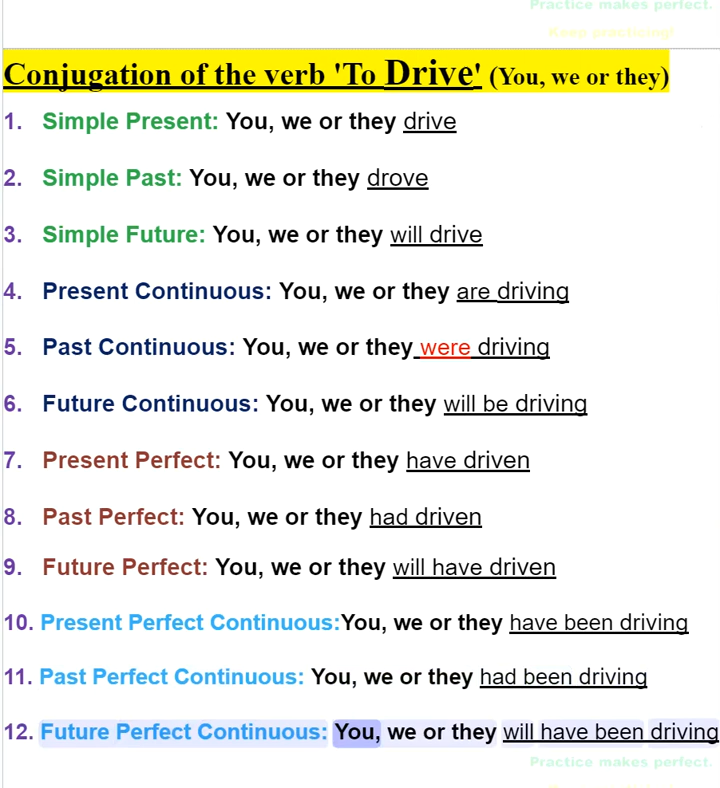 Practice makes perfect.
Keep practicing!
Conjugation of the verb 'To Drive' (You, we or they)
1. Simple Present: You, we or they drive
2. Simple Past: You, we or they drove
3. Simple Future: You, we or they will drive
4. Present Continuous: You, we or they are driving
5. Past Continuous: You, we or they were driving
6. Future Continuous: You, we or they will be driving
7. Present Perfect: You, we or they have driven
8. Past Perfect: You, we or they had driven
9. Future Perfect: You, we or they will have driven
10. Present Perfect Continuous:You, we or they have been driving
11. Past Perfect Continuous: You, we or they had been driving
12. Future Perfect Continuous: You, we or they will have been driving
Practice makes perfect.